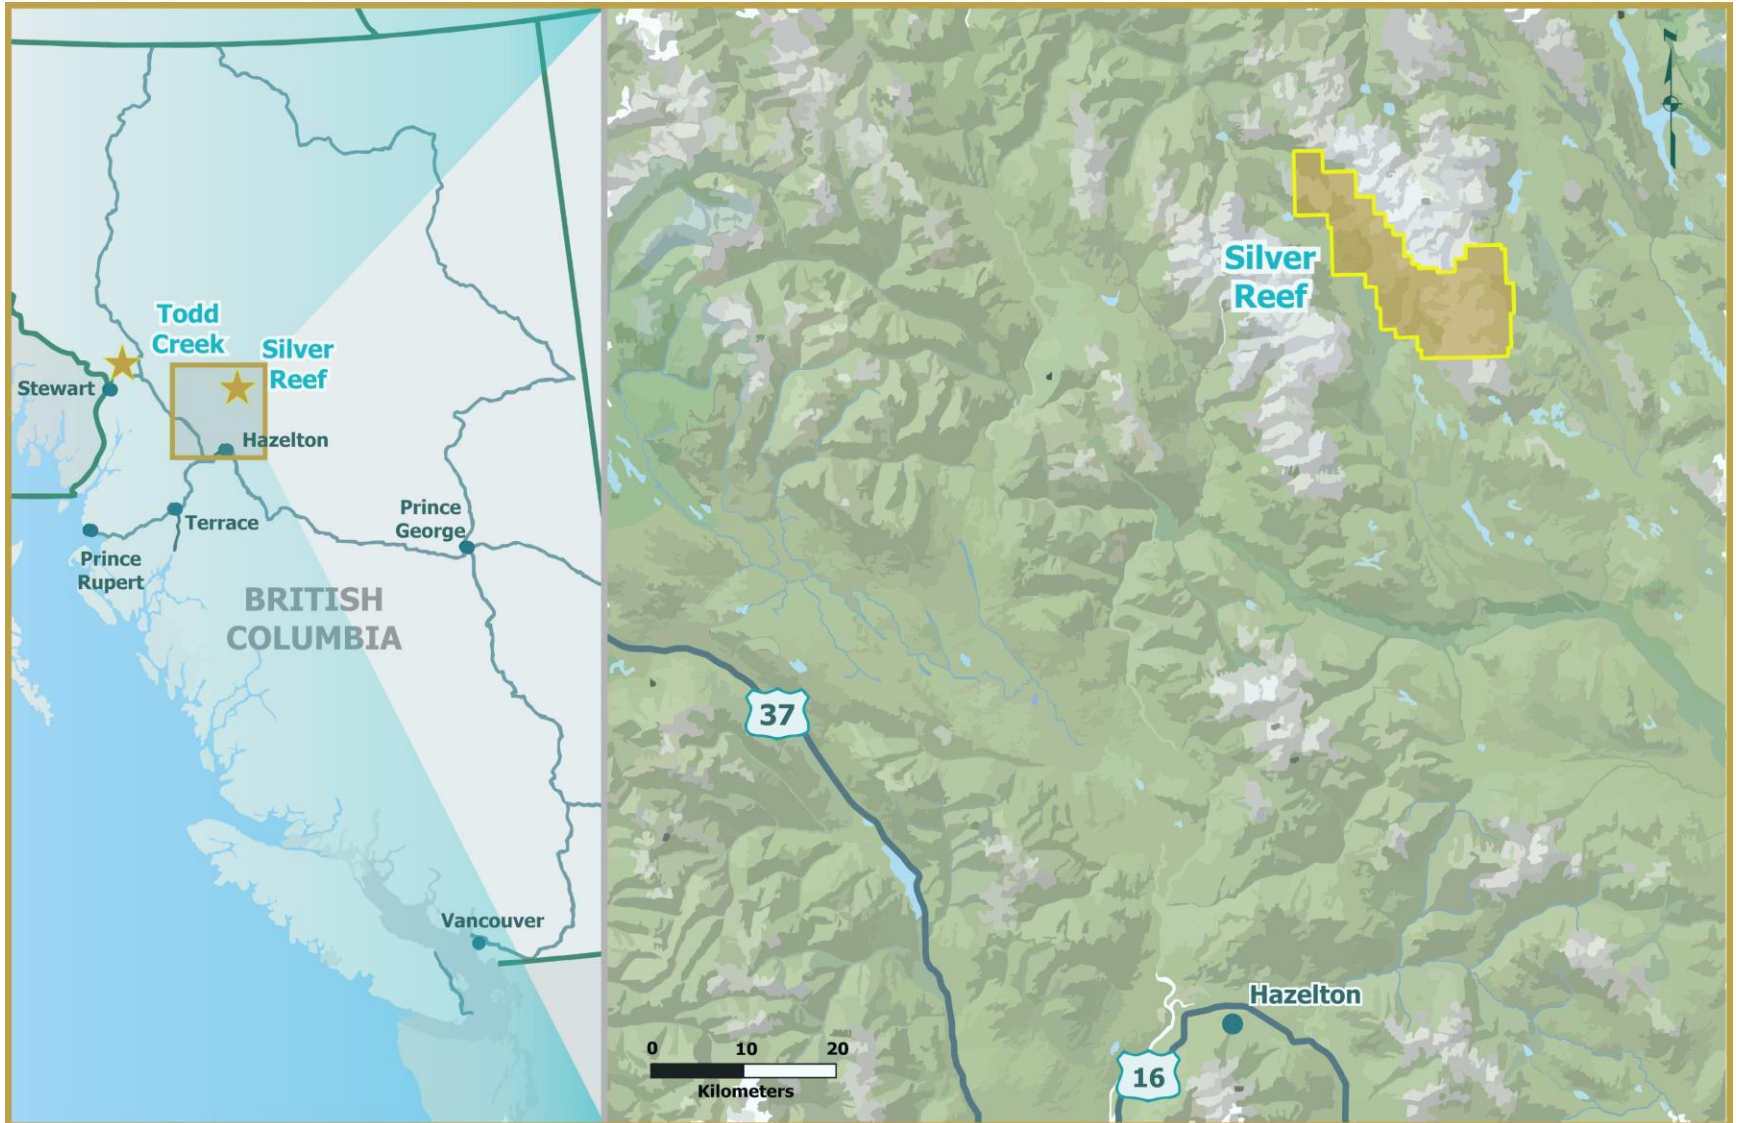 Todd
Creek
Silver
Reef
Stewart
Hazelton
Terrace
Prince
Rupert
Prince
George
BRITISH
COLUMBIA
Vancouver
Silver
Reef
37
Hazelton
16
0 10 20
Kilometers